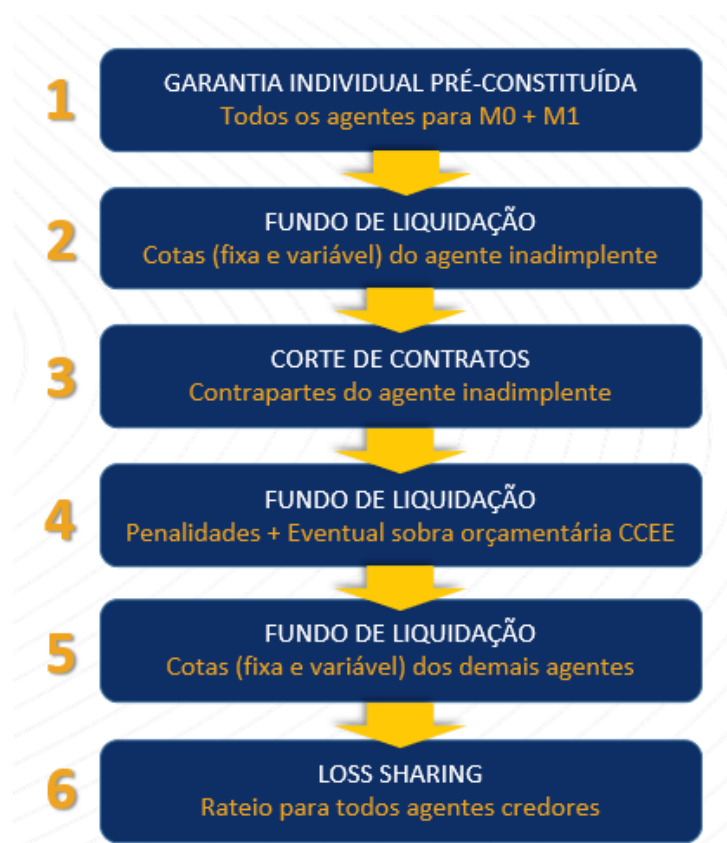 1
GARANTIA INDIVIDUAL PRÉ-CONSTITUÍDA
Todos os agentes para M0 + M1
2
FUNDO DE LIQUIDAÇÃO
Cotas (fixa e variável) do agente inadimplente
3
CORTE DE CONTRATOS
Contrapartes do agente inadimplente
4
FUNDO DE LIQUIDAÇÃO
Penalidades + Eventual sobra orçamentária CCEE
5
FUNDO DE LIQUIDAÇÃO
Cotas (fixa e variável) dos demais agentes
6
LOSS SHARING
Rateio para todos agentes credores